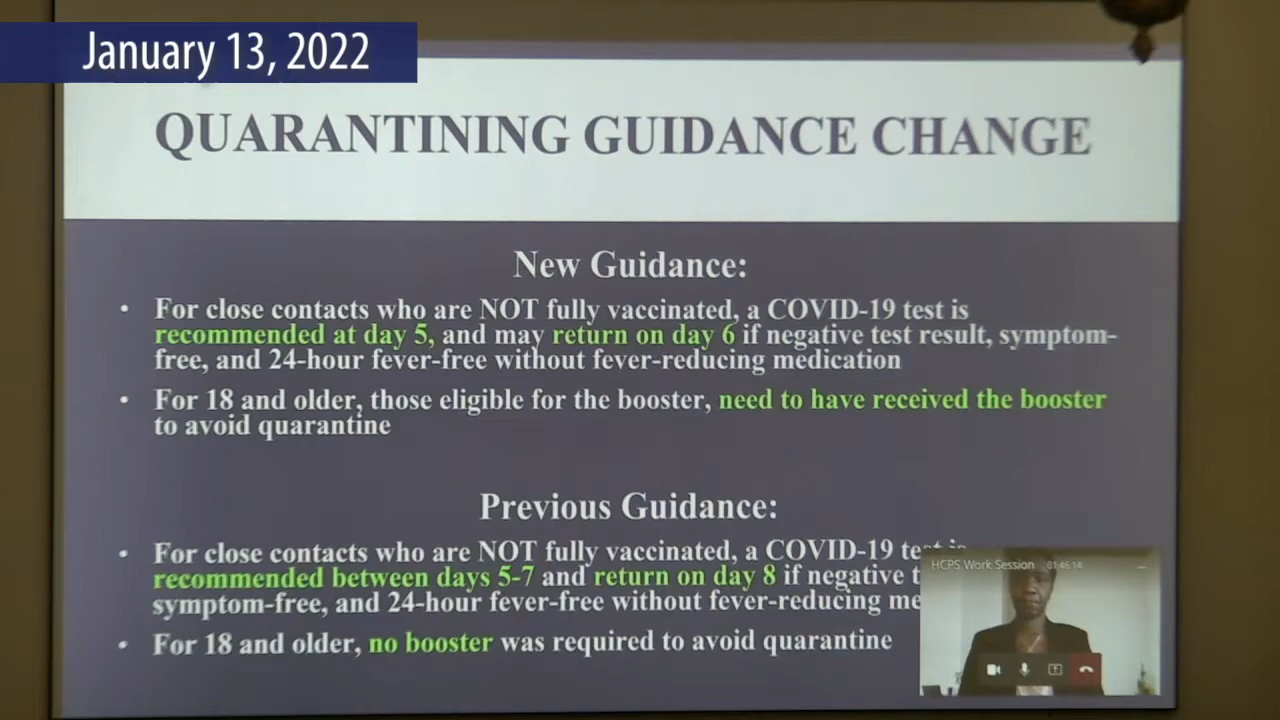 January 13, 2022
QUARANTINING GUIDANCE CHANGE
New Guidance:
• For close contacts who are NOT fully vaccinated, a COVID-19 test is
recommended at day 5, and may return on day 6 if negative test result, symptom-
free, and 24-hour fever-free without fever-reducing medication
• For 18 and older, those eligible for the booster, need to have received the booster
to avoid quarantine
Previous Guidance:
• For close contacts who are NOT fully vaccinated, a COVID-19
recommended between days 5-7 and return on day 8 if negative
symptom-free, and 24-hour fever-free without fever-reducing
• For 18 and older, no booster was required to avoid quarantine
HCPS Work Session 01:46:14